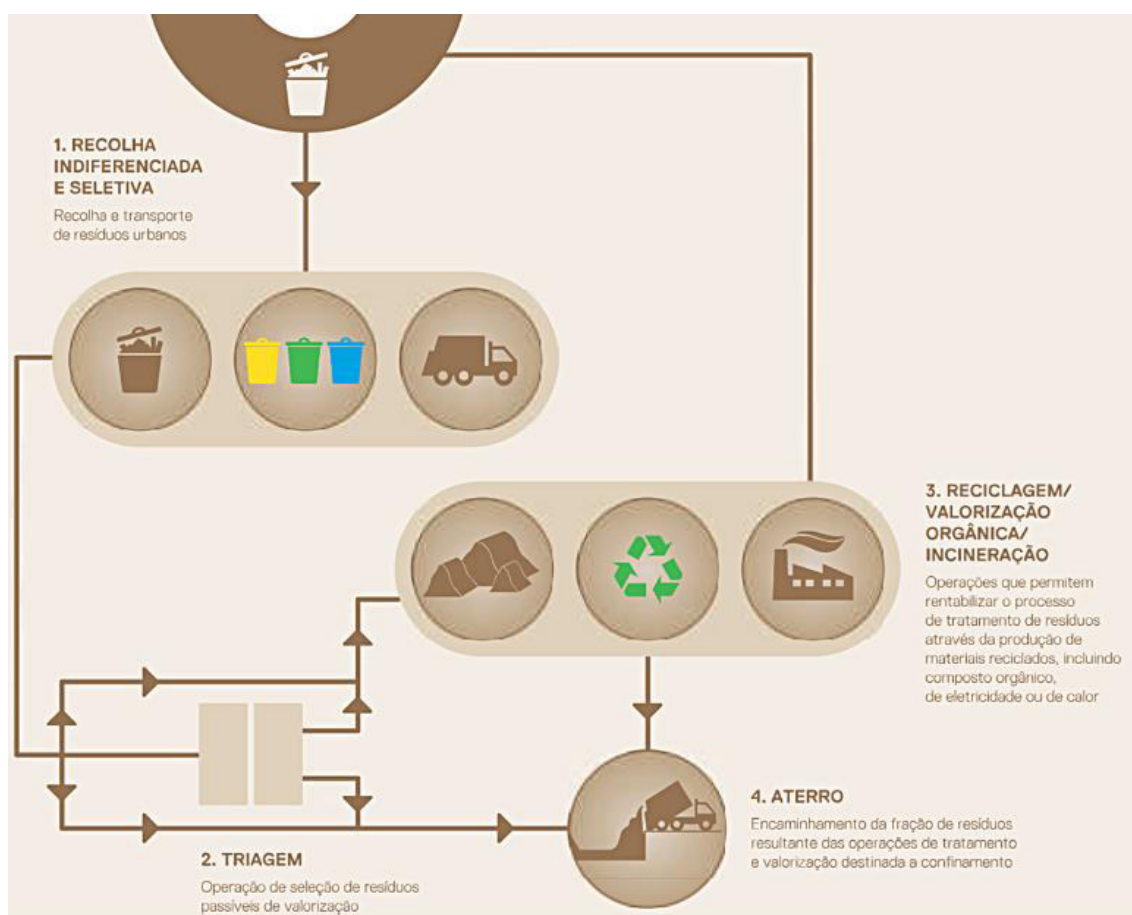 1. RECOLHA
INDIFERENCIADA
E SELETIVA
Recolha e transporte
de resíduos urbanos
3. RECICLAGEM/
VALORIZAÇÃO
ORGÂNICA/
INCINERAÇÃO
Operações que permitem
rentabilizar o processo
de tratamento de resíduos
através da produção de
materiais reciclados, incluindo
composto orgânico,
de eletricidade ou de calor
4. ATERRO
Encaminhamento da fração de resíduos
resultante das operações de tratamento
e valorização destinada a confinamento
2. TRIAGEM
Operação de seleção de resíduos
passíveis de valorização